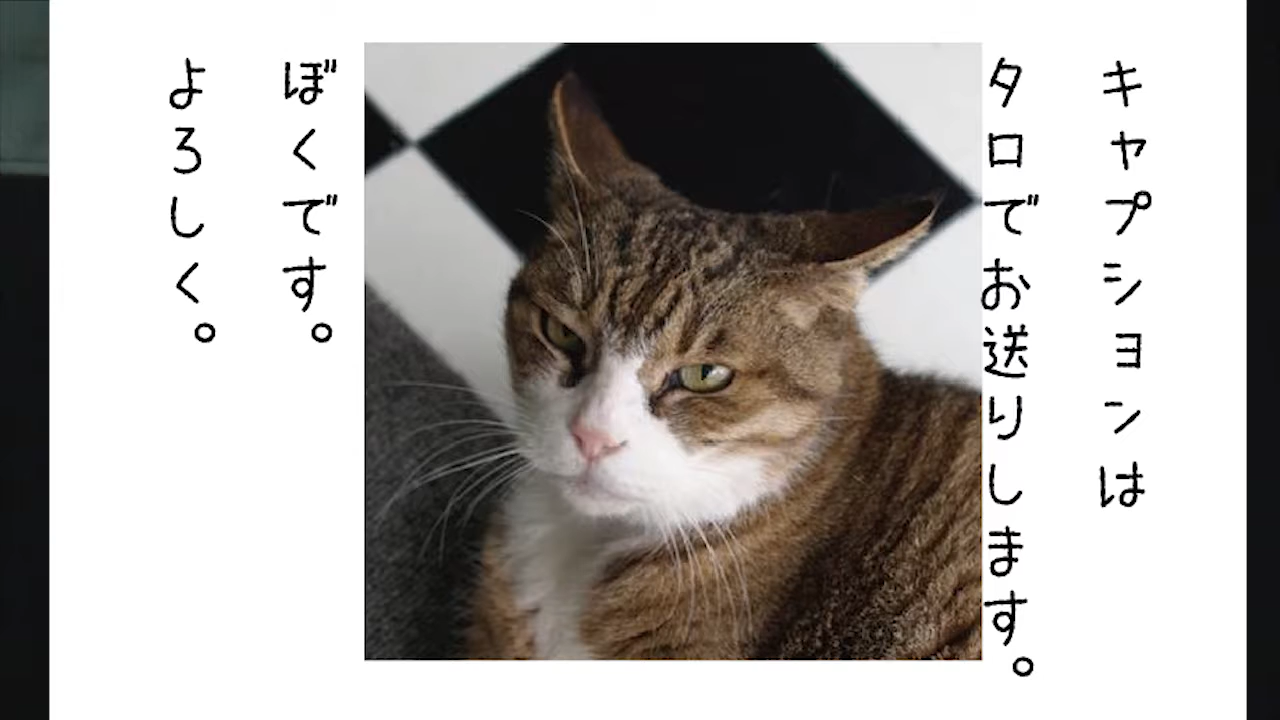 キャプションは
タロでお送りします。
ぼくです。
よろしく。